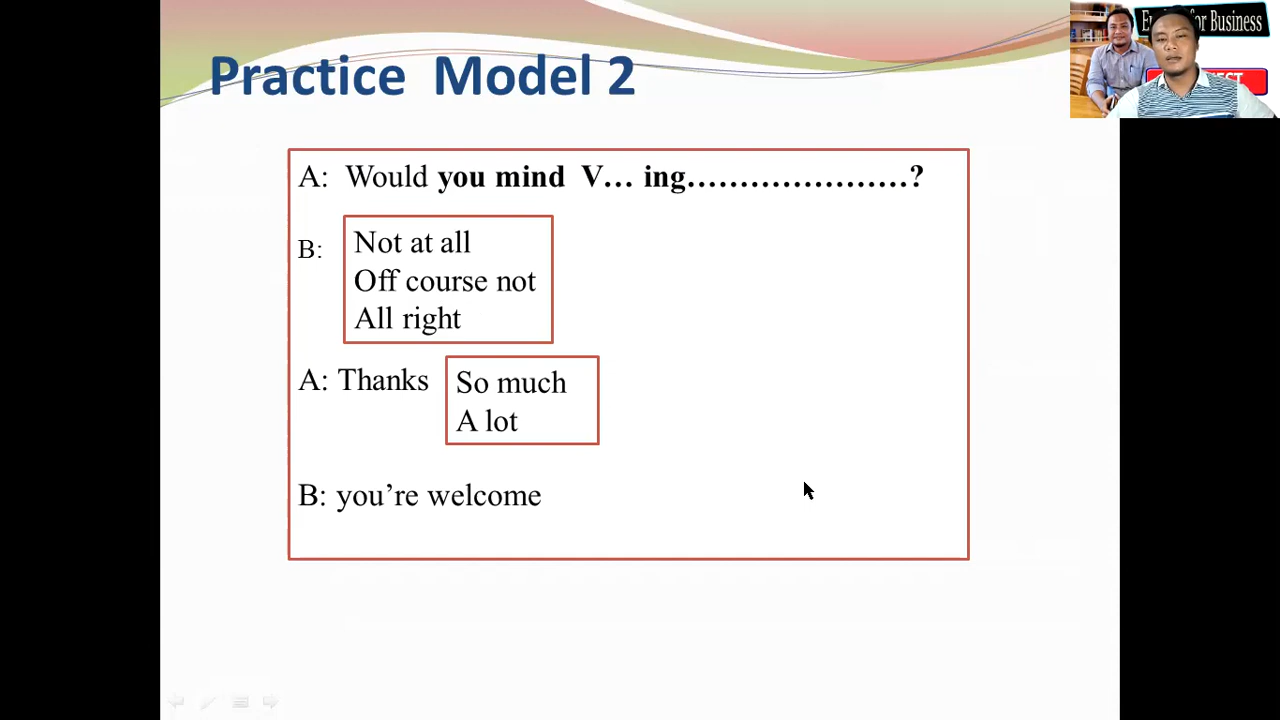 Practice Model 2
for Business
A: Would you mind V… ing…………………?
B:
Not at all
Off course not
All right
A: Thanks
So much
A lot
B: you’re welcome